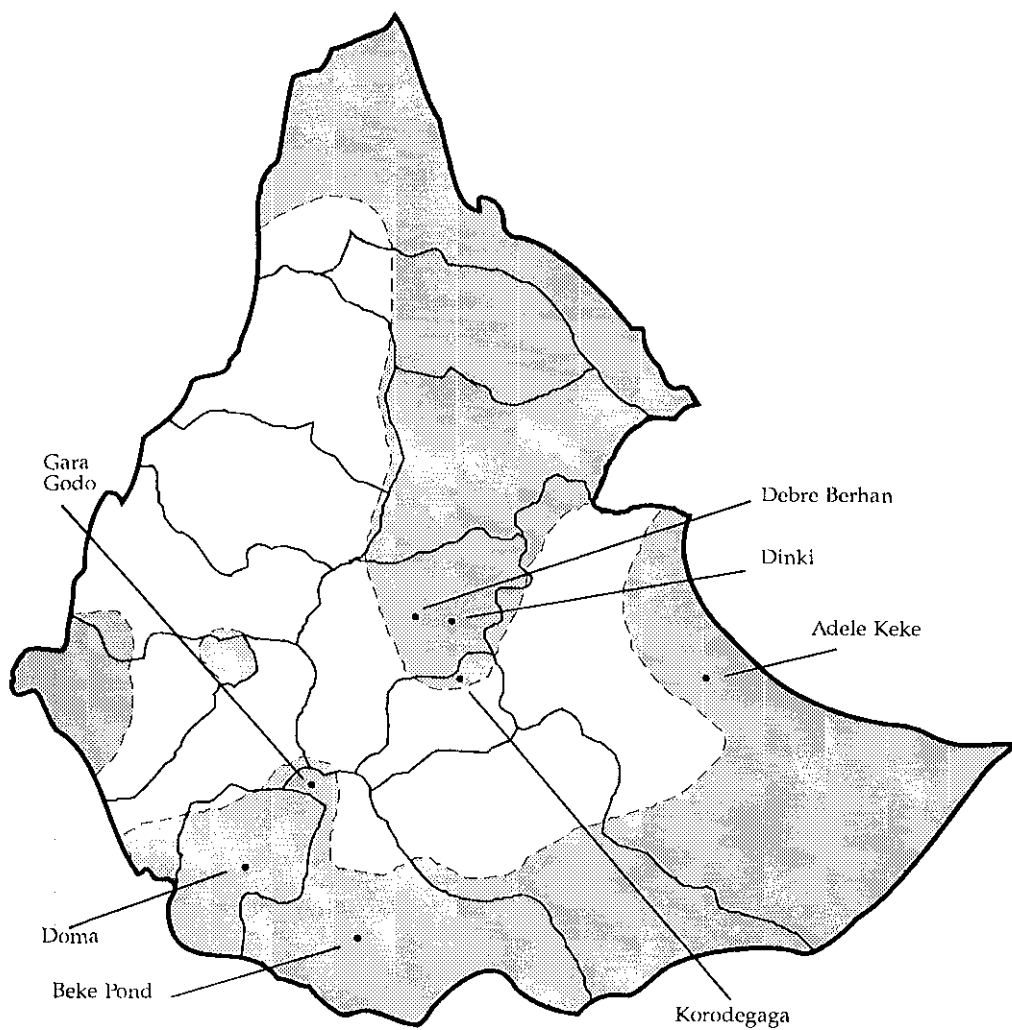 Gara
Godo
Debre Berhan
Dinki
Adele Keke
Doma
Beke Pond
Korodegaga